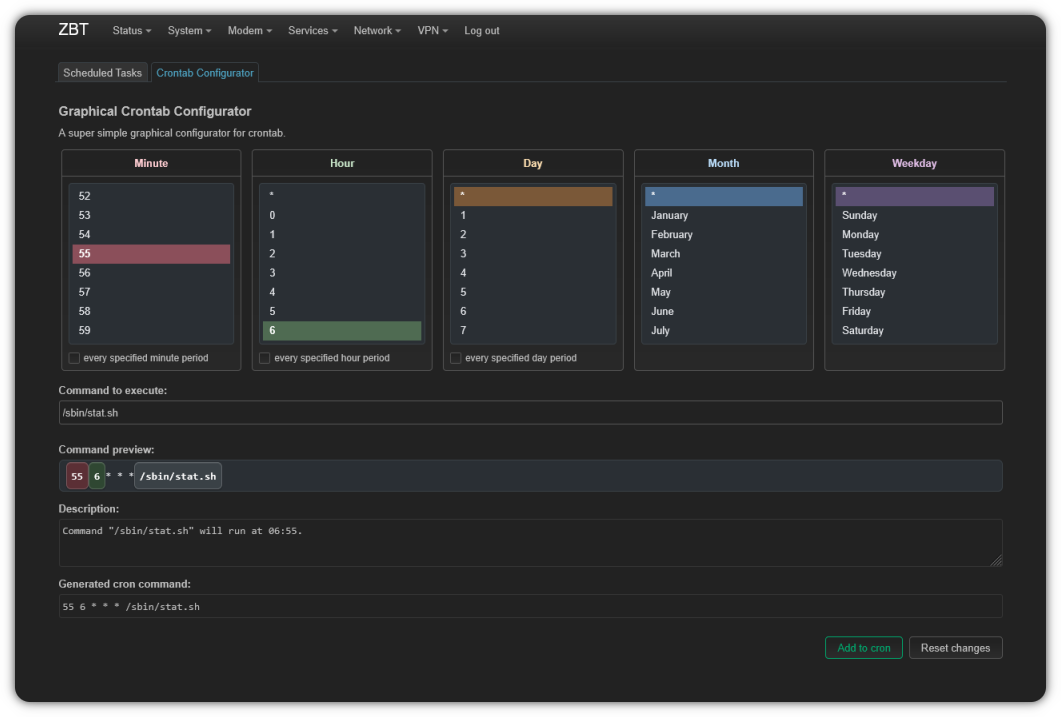 ZBT Status System Modem Services Network VPN Log out
Scheduled Tasks Crontab Configurator
Graphical Crontab Configurator
A super simple graphical configurator for crontab.
Minute
52
53
54
55
56
57
58
59
every specified minute period
Hour
*
0
1
2
3
4
5
6
every specified hour period
Day
*
1
2
3
4
5
6
7
every specified day period
Month
*
January
February
March
April
May
June
July
Weekday
*
Sunday
Monday
Tuesday
Wednesday
Thursday
Friday
Saturday
Command to execute:
/sbin/stat.sh
Command preview:
55 6 * * * /sbin/stat.sh
Description:
Command "/sbin/stat.sh" will run at 06:55.
Generated cron command:
55 6 * * * /sbin/stat.sh
Add to cron Reset changes